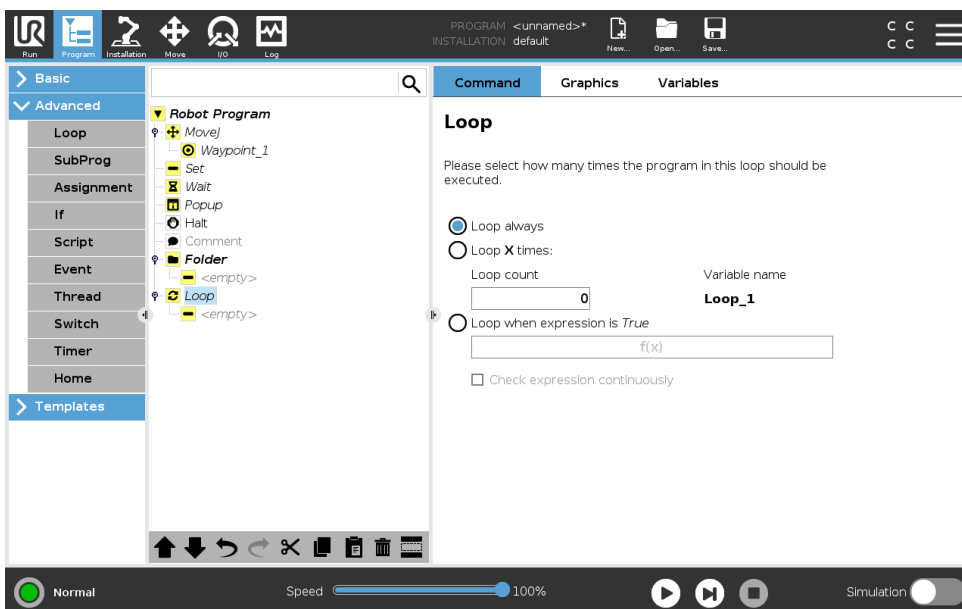 UR
PROGRAM <unnamed>*
INSTALLATION default
Run Program Installation Move I/O Log New... Open... Save...
C C
C C
Basic
Advanced
Loop
SubProg
Assignment
If
Script
Event
Thread
Switch
Timer
Home
Templates
Robot Program
MoveJ
Waypoint_1
Set
Wait
Popup
Halt
Comment
Folder
<empty>
Loop
<empty>
Command Graphics Variables
Loop
Please select how many times the program in this loop should be
executed.
Loop always
Loop X times:
Loop count Variable name
0 Loop_1
Loop when expression is True
f(x)
Check expression continuously
Normal Speed 100% Simulation